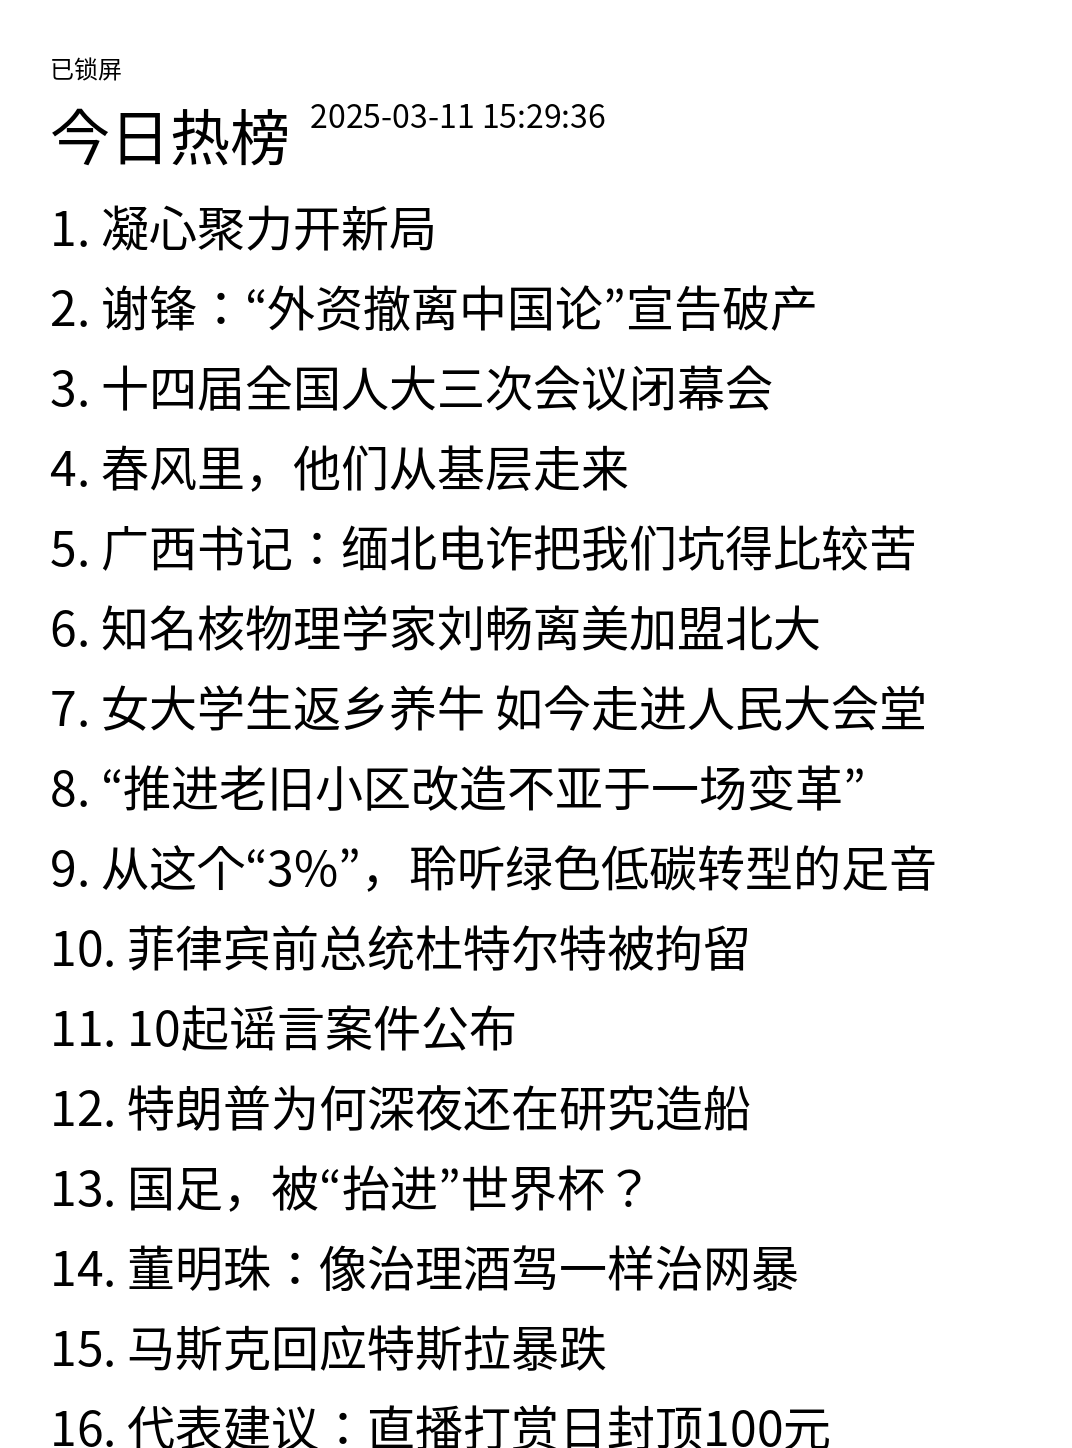 已锁屏
今日热榜 2025-03-11 15:29:36
1. 凝心聚力开新局
2. 谢锋：“外资撤离中国论”宣告破产
3. 十四届全国人大三次会议闭幕会
4. 春风里，他们从基层走来
5. 广西书记：缅北电诈把我们坑得比较苦
6. 知名核物理学家刘畅离美加盟北大
7. 女大学生返乡养牛 如今走进人民大会堂
8. “推进老旧小区改造不亚于一场变革”
9. 从这个“3%”，聆听绿色低碳转型的足音
10. 菲律宾前总统杜特尔特被拘留
11. 10起谣言案件公布
12. 特朗普为何深夜还在研究造船
13. 国足，被“抬进”世界杯？
14. 董明珠：像治理酒驾一样治网暴
15. 马斯克回应特斯拉暴跌
16. 代表建议：直播打赏日封顶100元